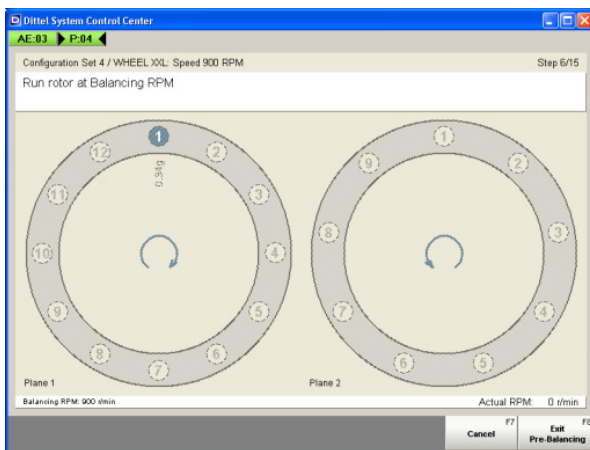 Dittel System Control Center
AE:03 P:04
Configuration Set 4 / WHEEL XXL: Speed 900 RPM Step 6/15
Run rotor at Balancing RPM
1 2 3 4 5 6 7 8 9 10 11 12
0.34g
1 2 3 4 5 6 7 8 9
Plane 1 Plane 2
Balancing RPM: 900 r/min Actual RPM: 0 r/min
F7 F8
Cancel Exit
Pre-Balancing